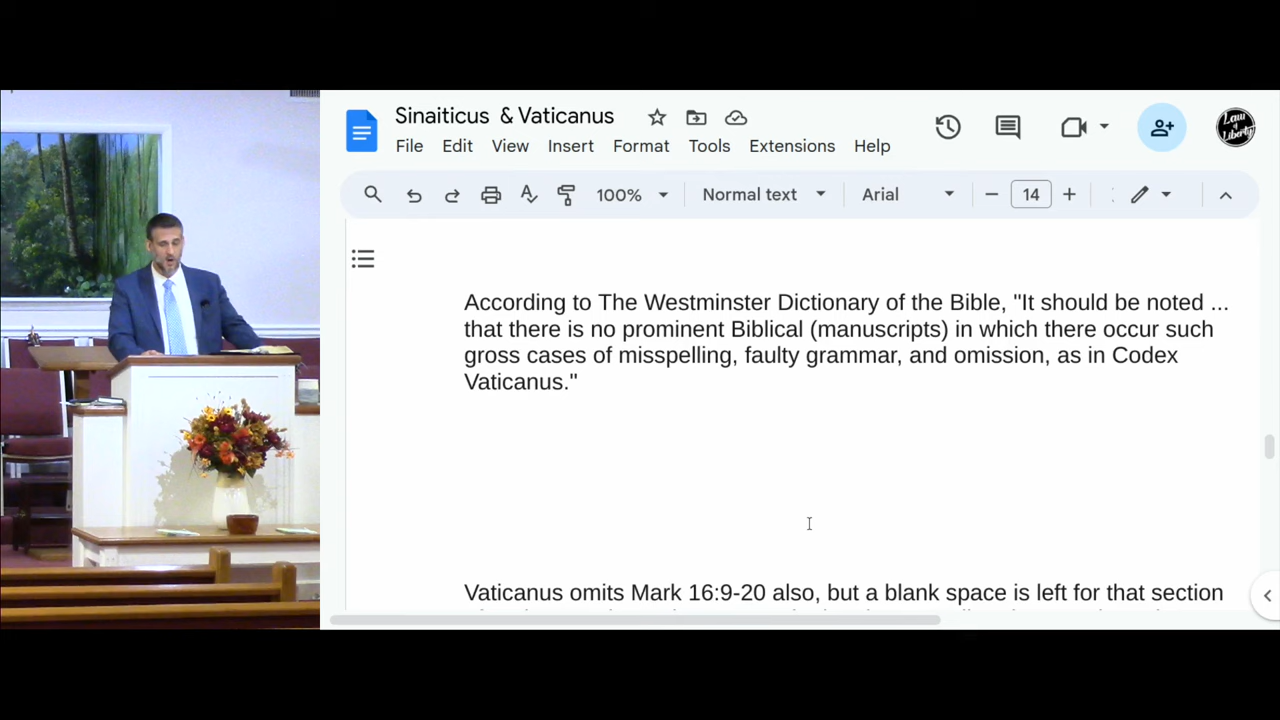 Sinaiticus & Vaticanus
File Edit View Insert Format Tools Extensions Help
Law of Liberty
100% Normal text Arial 14
According to The Westminster Dictionary of the Bible, "It should be noted ...
that there is no prominent Biblical (manuscripts) in which there occur such
gross cases of misspelling, faulty grammar, and omission, as in Codex
Vaticanus."
Vaticanus omits Mark 16:9-20 also, but a blank space is left for that section